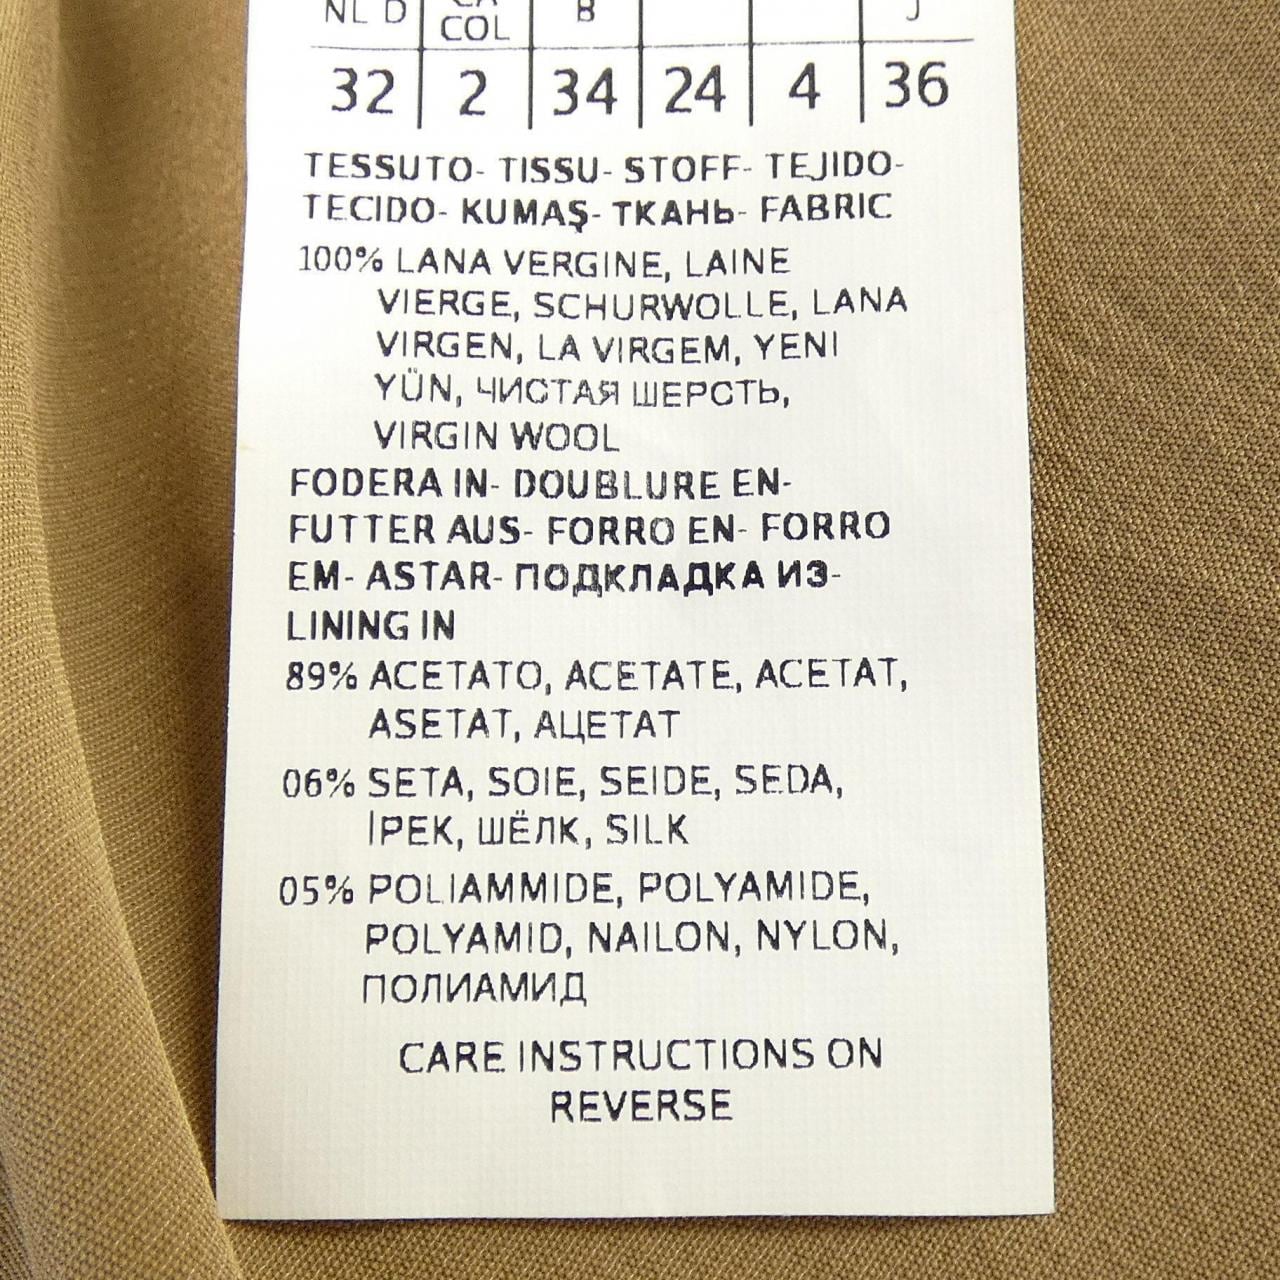 NL D CA B J
COL
32 2 34 24 4 36
TESSUTO- TISSU- STOFF- TEJIDO-
TECIDO- KUMAŞ- ТКАНЬ- FABRIC
100% LANA VERGINE, LAINE
VIERGE, SCHURWOLLE, LANA
VIRGEN, LA VIRGEM, YENI
YÜN, ЧИСТАЯ ШЕРСТЬ,
VIRGIN WOOL
FODERA IN- DOUBLURE EN-
FUTTER AUS- FORRO EN- FORRO
EM- ASTAR- ПОДКЛАДКА ИЗ-
LINING IN
89% ACETATO, ACETATE, ACETAT,
ASETAT, АЦЕТАТ
06% SETA, SOIE, SEIDE, SEDA,
İPEK, ШЁЛК, SILK
05% POLIAMMIDE, POLYAMIDE,
POLYAMID, NAILON, NYLON,
ПОЛИАМИД
CARE INSTRUCTIONS ON
REVERSE